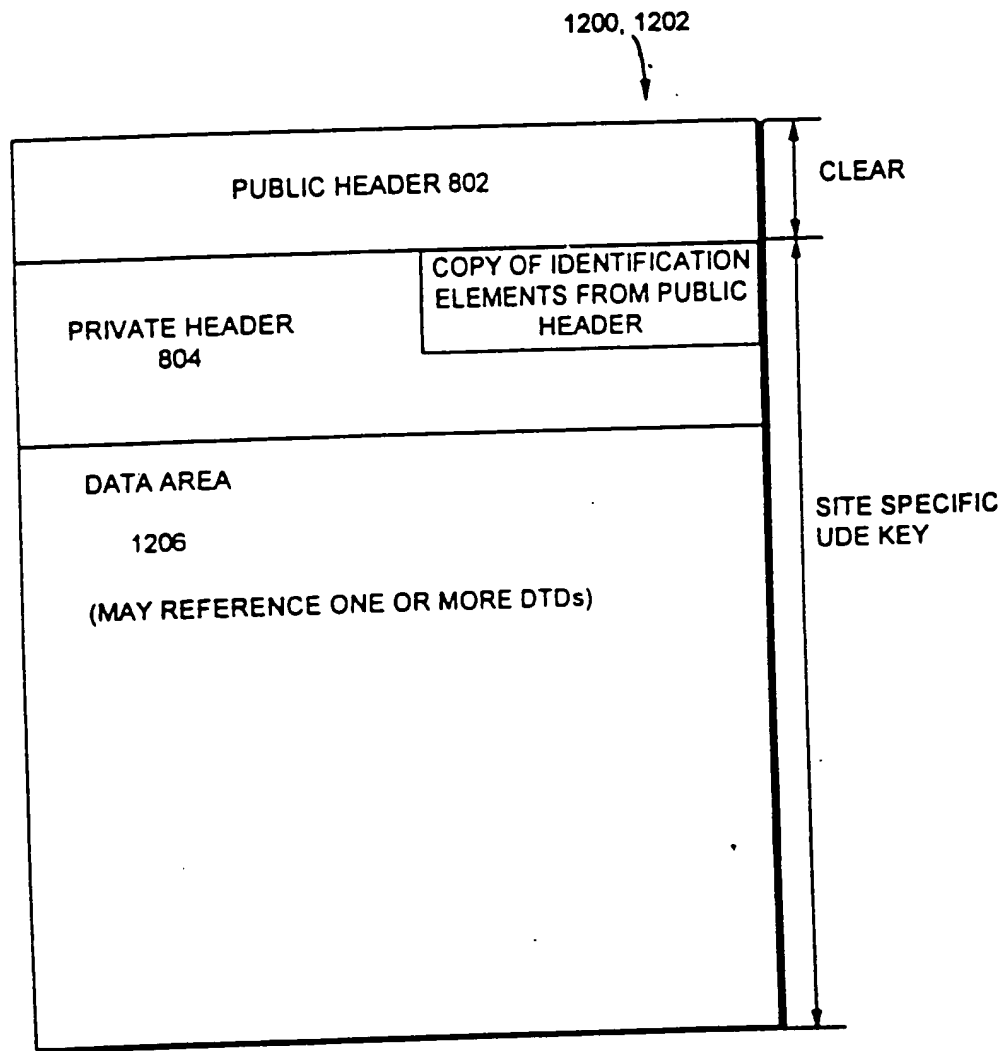 1200, 1202
PUBLIC HEADER 802
CLEAR
COPY OF IDENTIFICATION
ELEMENTS FROM PUBLIC
HEADER
PRIVATE HEADER
804
DATA AREA
1206
(MAY REFERENCE ONE OR MORE DTDs)
SITE SPECIFIC
UDE KEY